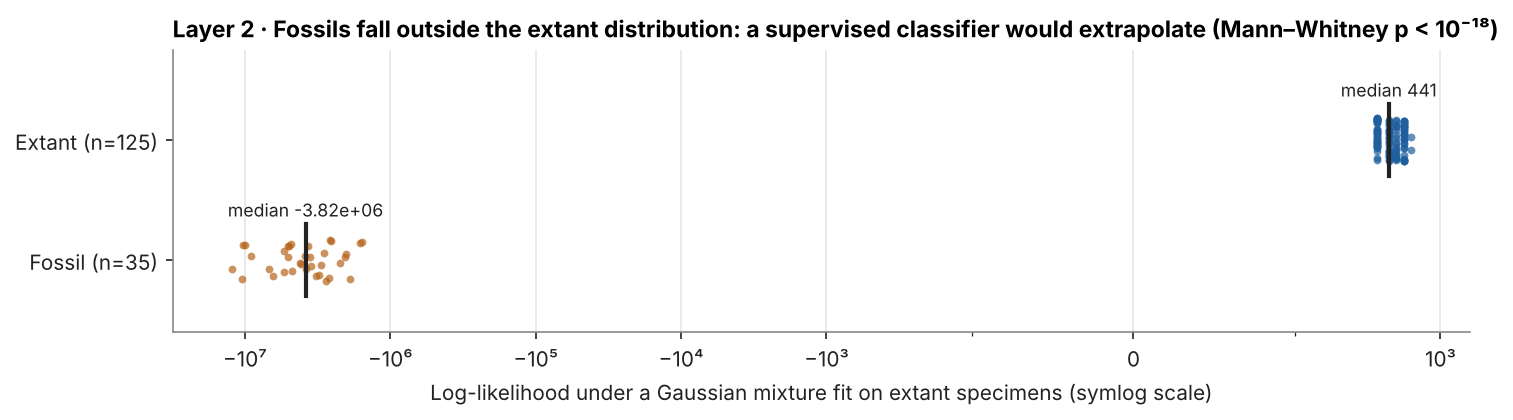 Layer 2 · Fossils fall outside the extant distribution: a supervised classifier would extrapolate (Mann–Whitney p < 10⁻¹⁸)
median 441
Extant (n=125)
median -3.82e+06
Fossil (n=35)
−10⁷ −10⁶ −10⁵ −10⁴ −10³ 0 10³
Log-likelihood under a Gaussian mixture fit on extant specimens (symlog scale)